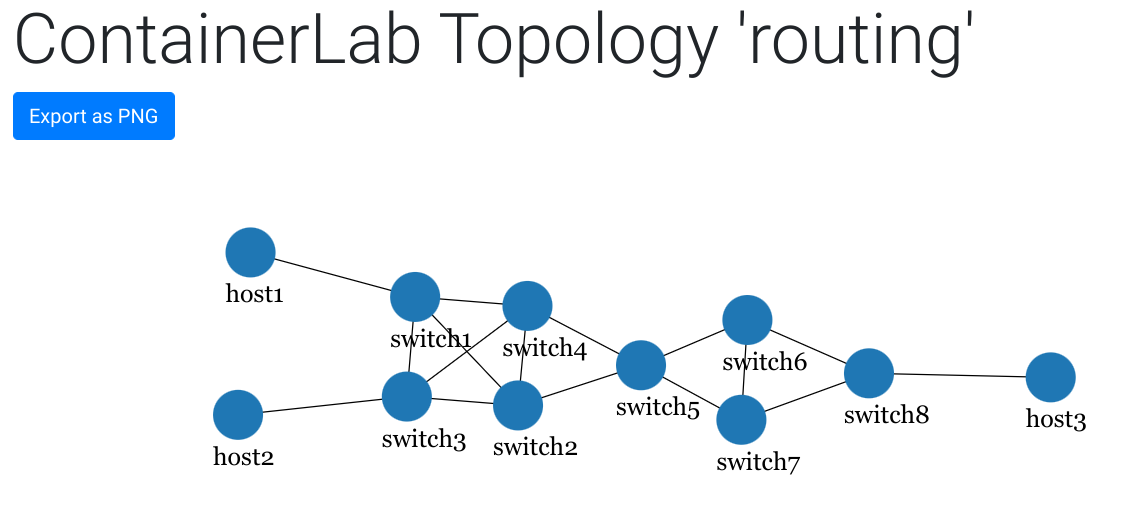 ContainerLab Topology 'routing'
Export as PNG
host1
switch1
switch4
switch6
switch5
switch8
host3
switch3
switch2
host2
switch7